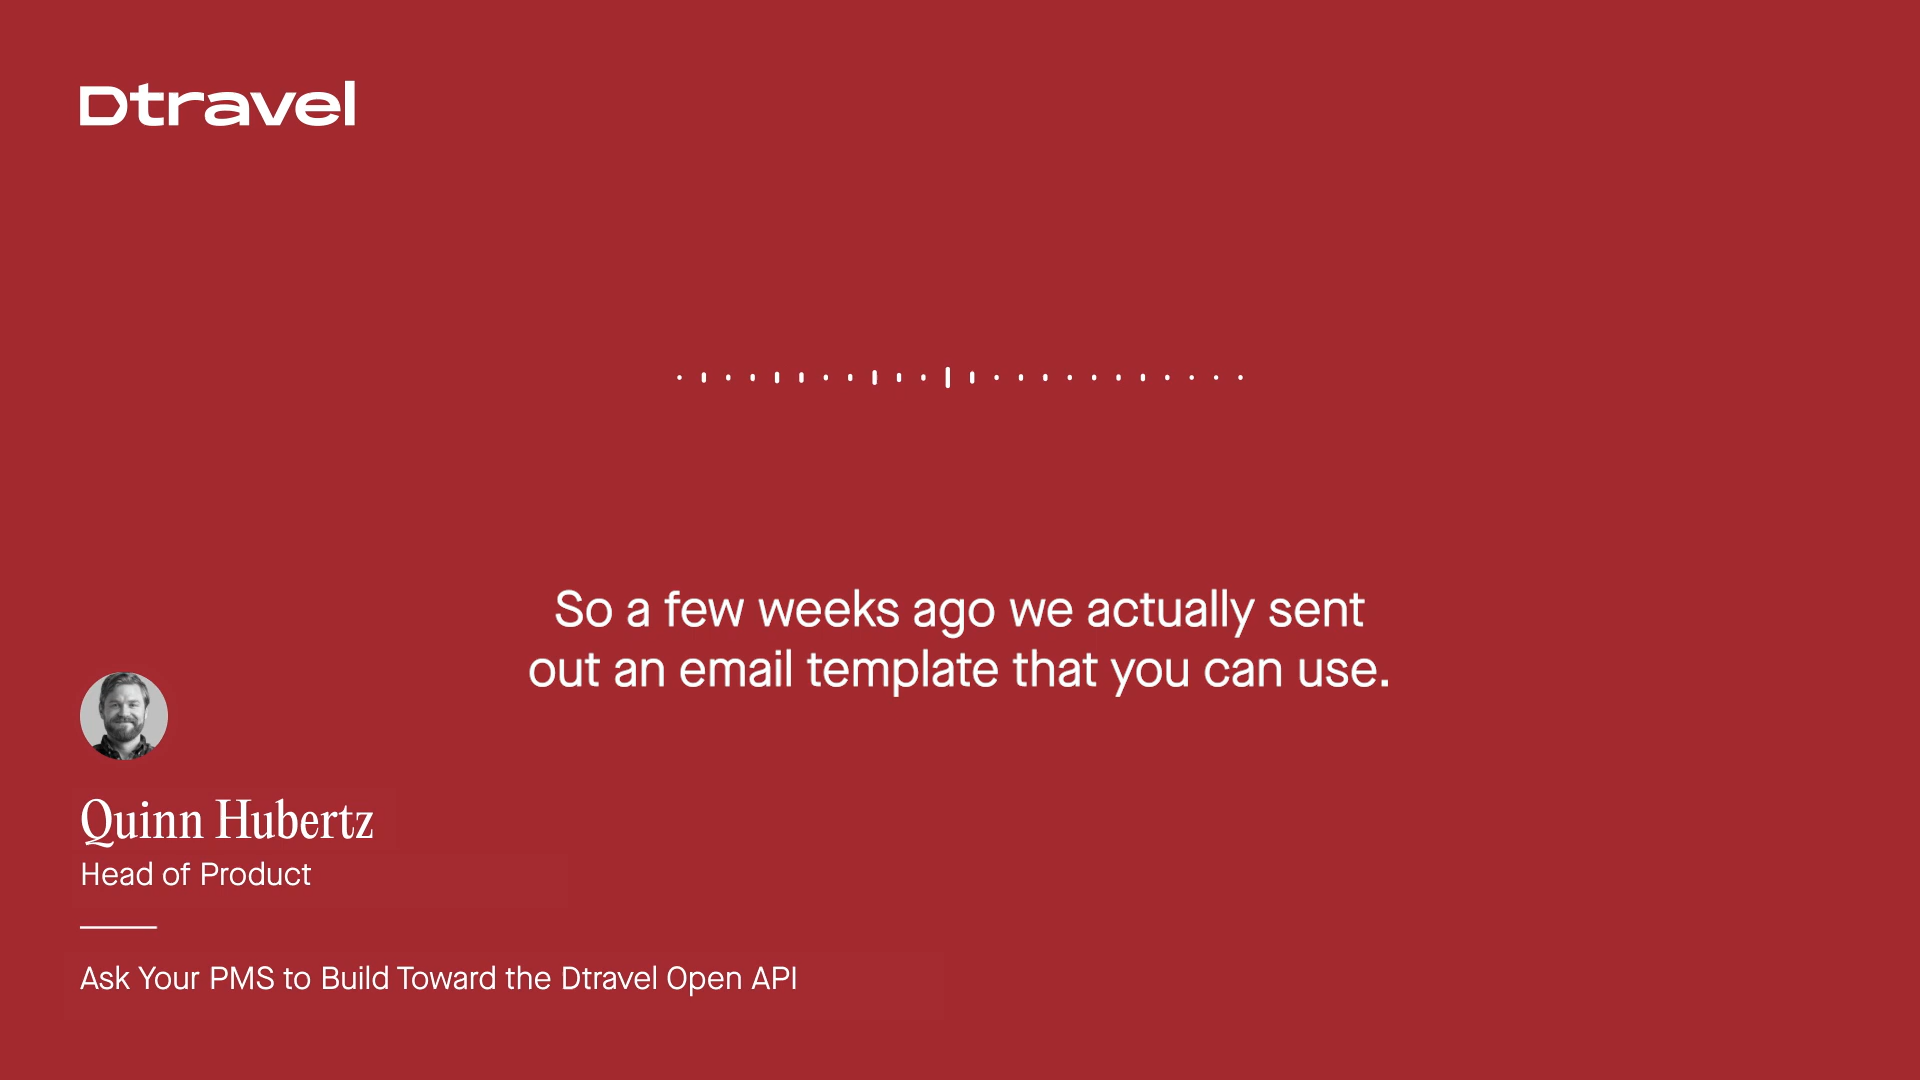 Dtravel
So a few weeks ago we actually sent
out an email template that you can use.
Quinn Hubertz
Head of Product
Ask Your PMS to Build Toward the Dtravel Open API